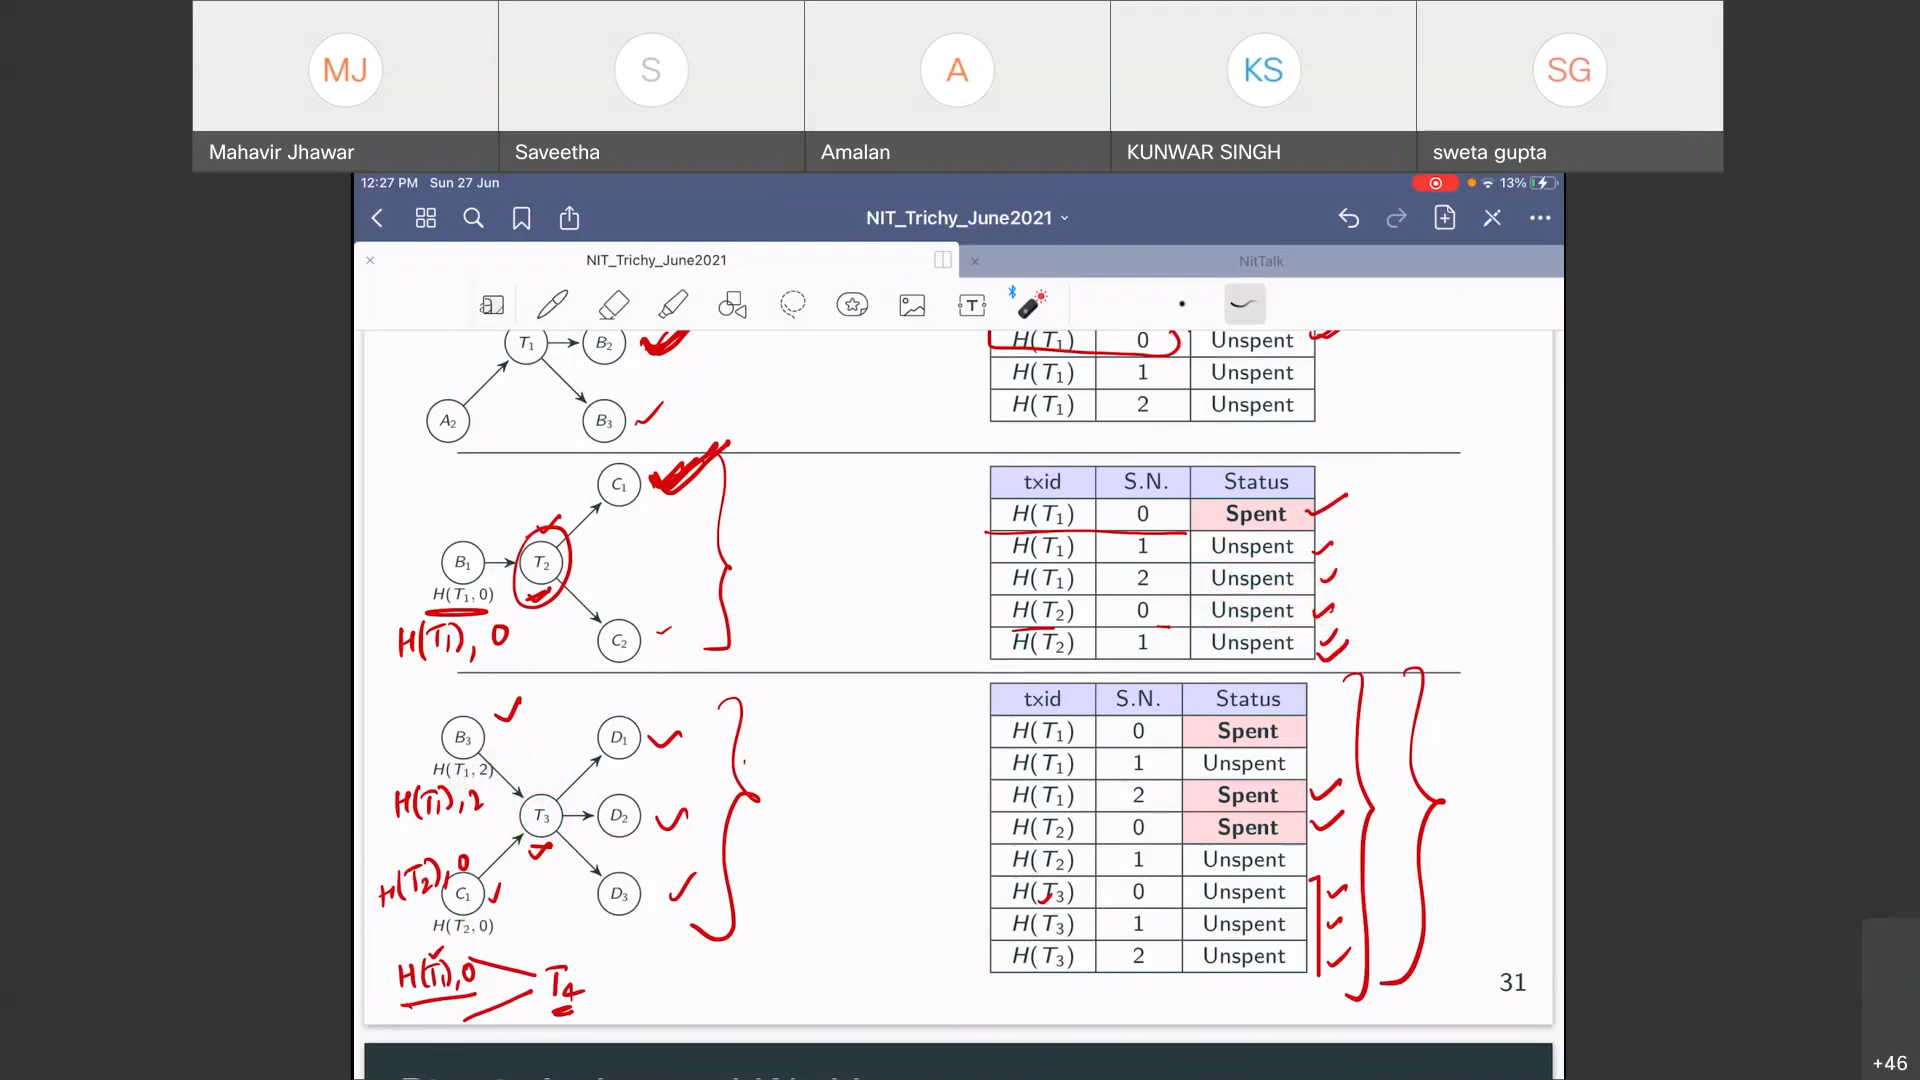 MJ S A KS SG
Mahavir Jhawar Saveetha Amalan KUNWAR SINGH sweta gupta
12:27 PM Sun 27 Jun 13%
NIT_Trichy_June2021
NIT_Trichy_June2021 NitTalk
T
T₁ B₂
A₂ B₃
H(T₁) 0 Unspent
H(T₁) 1 Unspent
H(T₁) 2 Unspent
C₁
B₁ T₂
H(T₁, 0)
H(T₁), 0
C₂
txid S.N. Status
H(T₁) 0 Spent
H(T₁) 1 Unspent
H(T₁) 2 Unspent
H(T₂) 0 Unspent
H(T₂) 1 Unspent
B₃ D₁
H(T₁, 2)
H(T₁), 2
T₃ D₂
H(T₂), 0
C₁ D₃
H(T₂, 0)
H(T₁), 0 T₄
txid S.N. Status
H(T₁) 0 Spent
H(T₁) 1 Unspent
H(T₁) 2 Spent
H(T₂) 0 Spent
H(T₂) 1 Unspent
H(T₃) 0 Unspent
H(T₃) 1 Unspent
H(T₃) 2 Unspent
31
+46